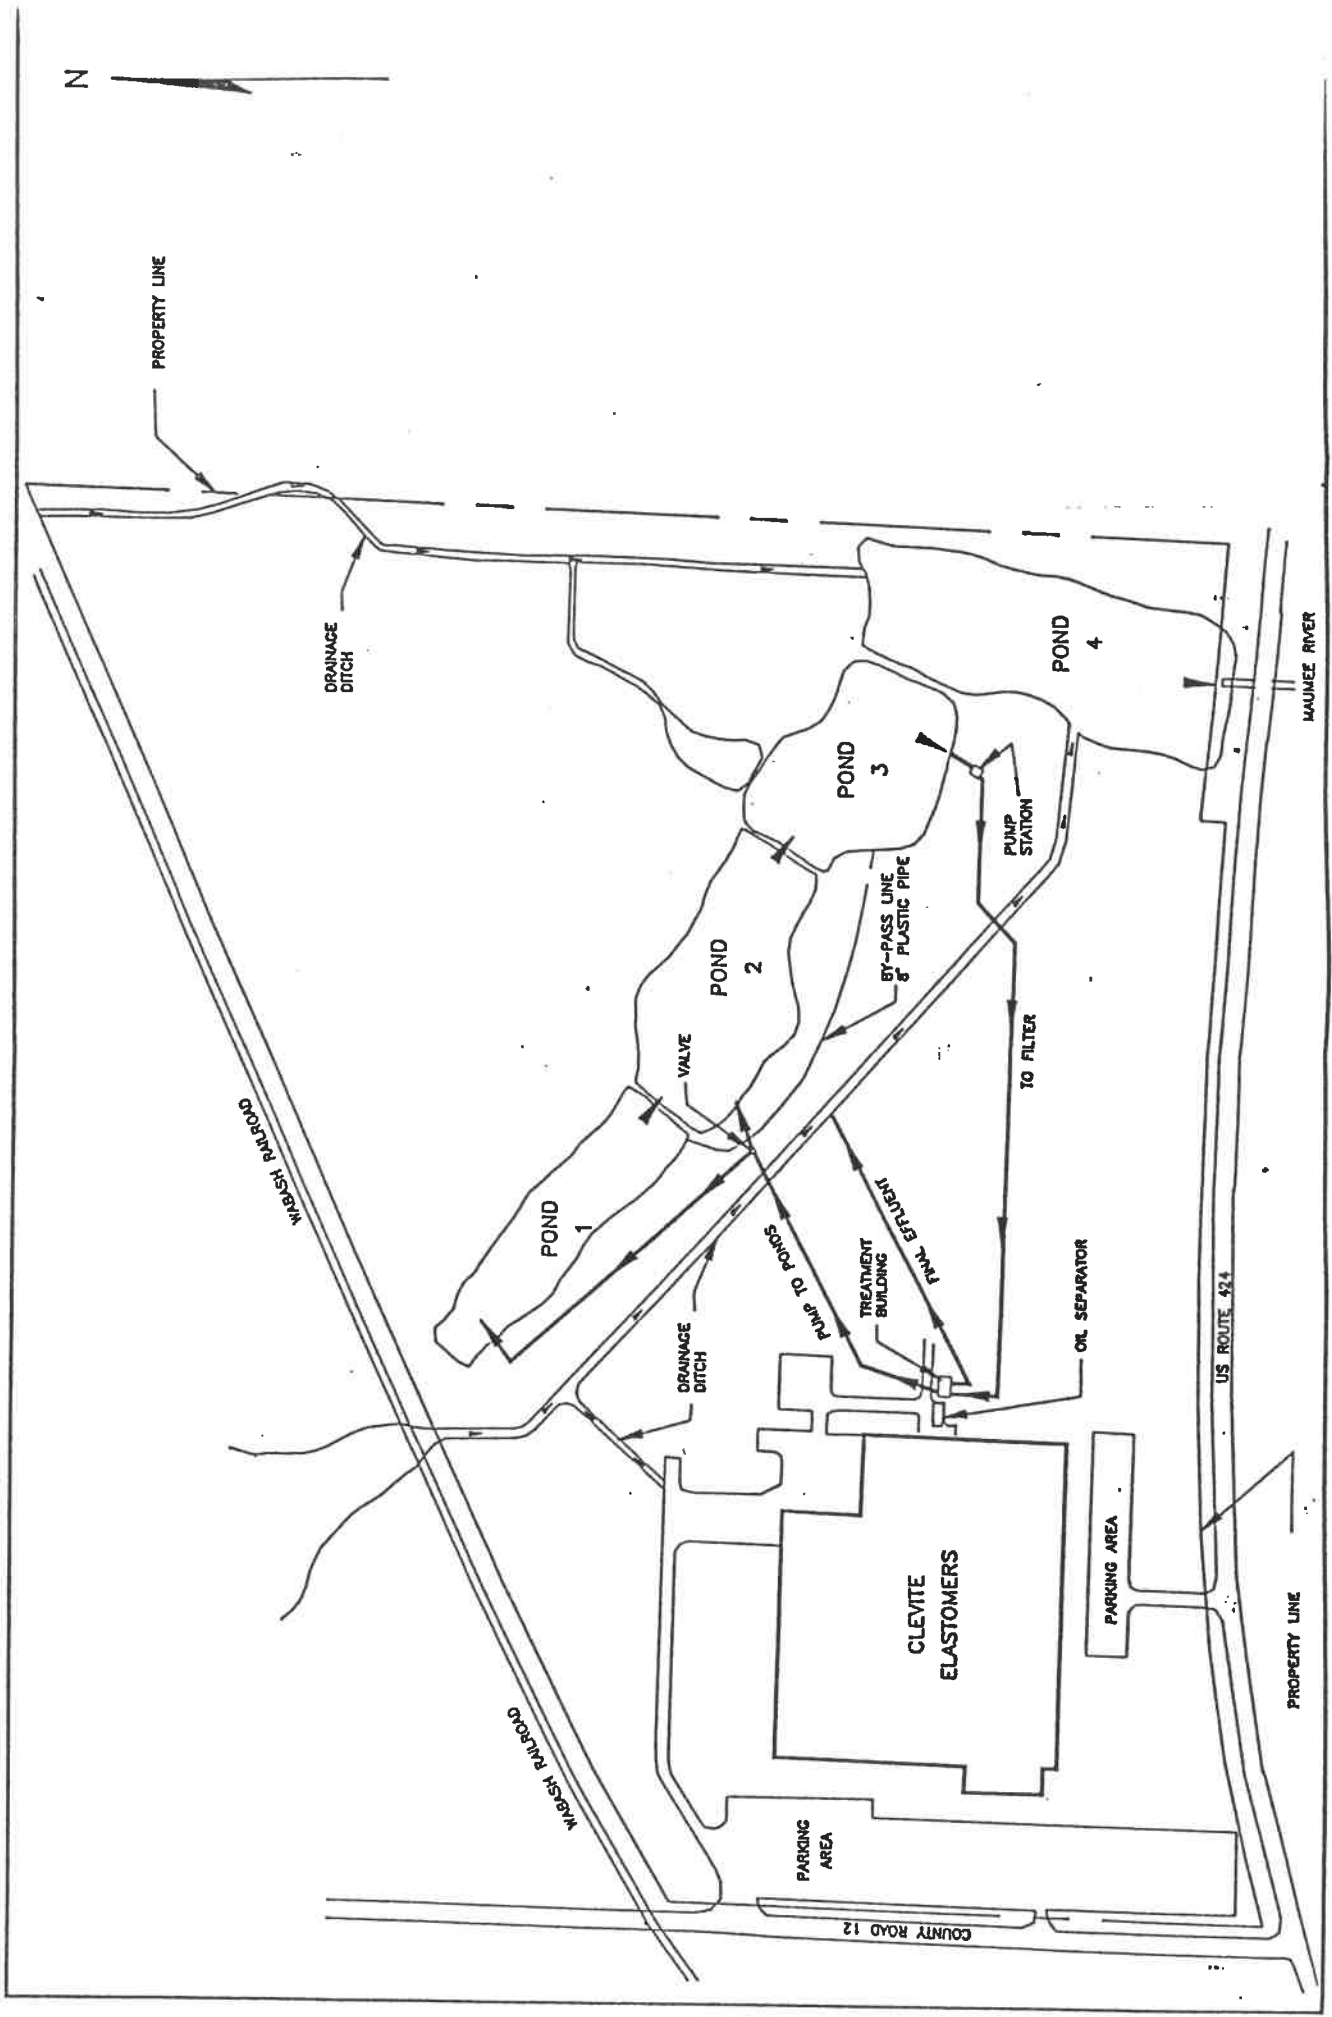 N
PROPERTY LINE
DRAINAGE
DITCH
WABASH RAILROAD
WABASH RAILROAD
POND
1
POND
2
POND
3
POND
4
VALVE
BY-PASS LINE
8" PLASTIC PIPE
PUMP
STATION
MAUMEE RIVER
DRAINAGE
DITCH
PUMP TO PONDS
FINAL EFFLUENT
TO FILTER
TREATMENT
BUILDING
OIL SEPARATOR
US ROUTE 424
CLEVITE
ELASTOMERS
PARKING AREA
PARKING
AREA
COUNTY ROAD 12
PROPERTY LINE